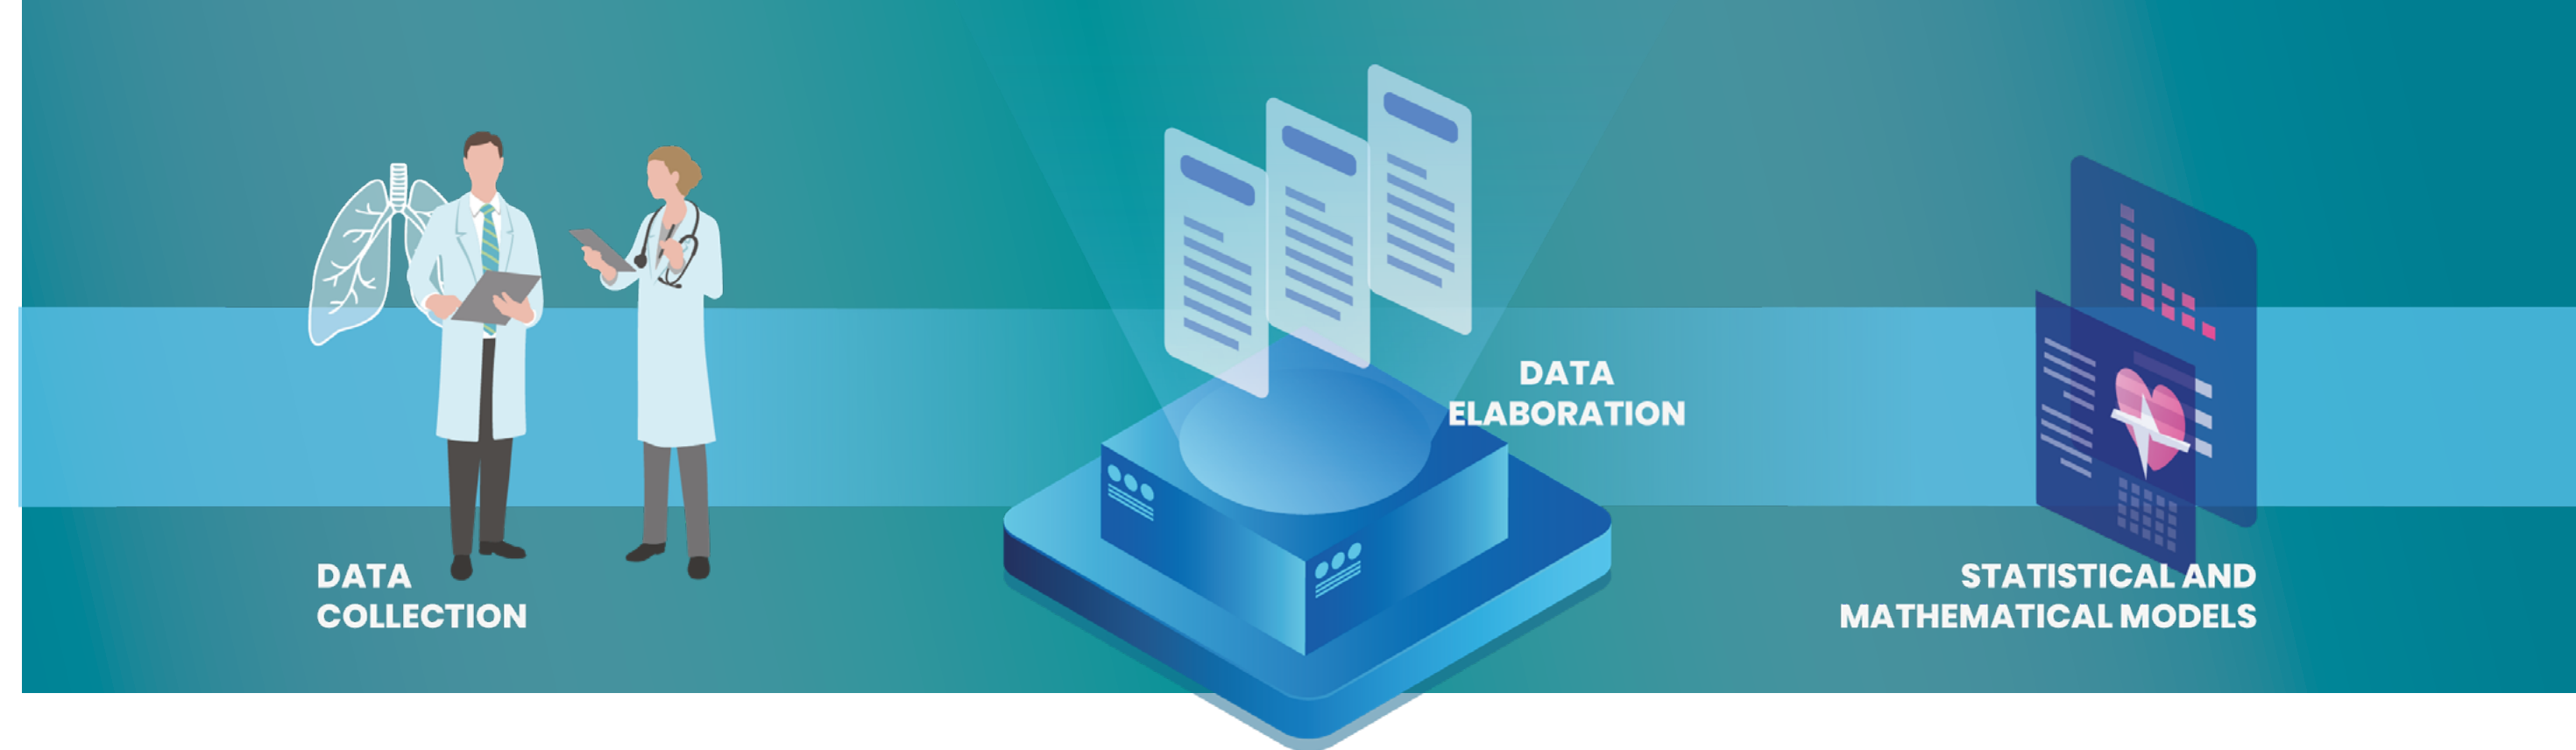 DATA
COLLECTION
DATA
ELABORATION
STATISTICAL AND
MATHEMATICAL MODELS